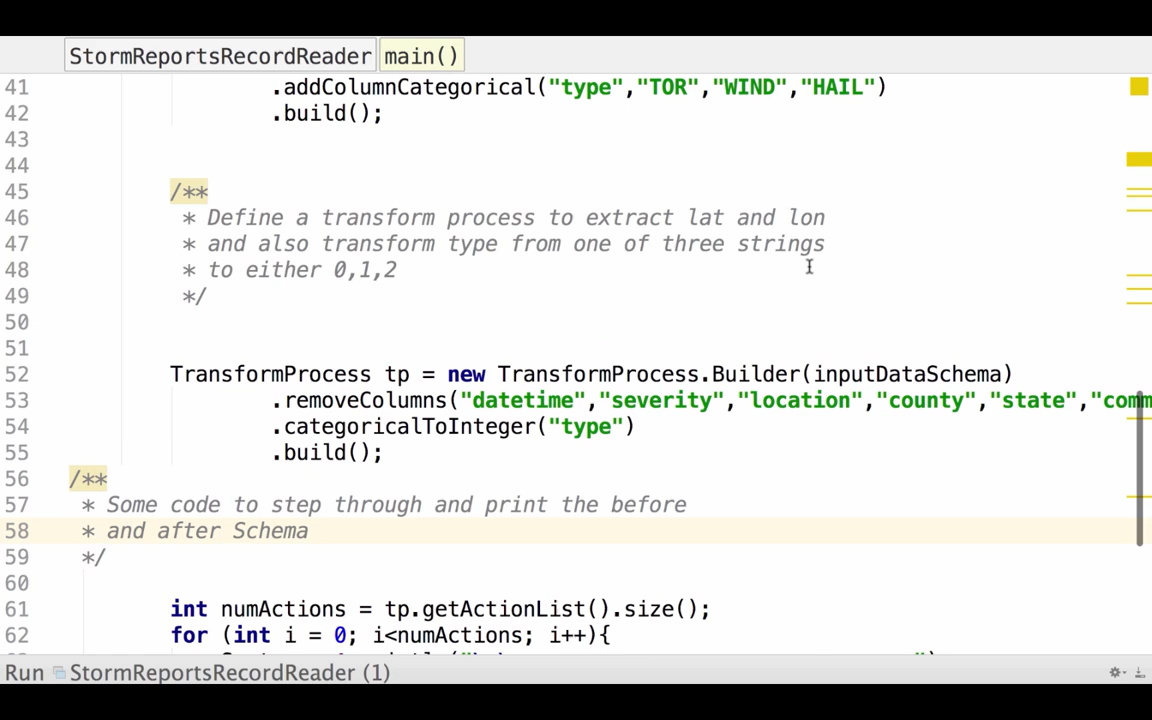 StormReportsRecordReader main()
41 .addColumnCategorical("type","TOR","WIND","HAIL")
42 .build();
43
44
45 /**
46 * Define a transform process to extract lat and lon
47 * and also transform type from one of three strings
48 * to either 0,1,2
49 */
50
51
52 TransformProcess tp = new TransformProcess.Builder(inputDataSchema)
53 .removeColumns("datetime","severity","location","county","state","comm
54 .categoricalToInteger("type")
55 .build();
56 /**
57 * Some code to step through and print the before
58 * and after Schema
59 */
60
61 int numActions = tp.getActionList().size();
62 for (int i = 0; i<numActions; i++){
Run StormReportsRecordReader (1)